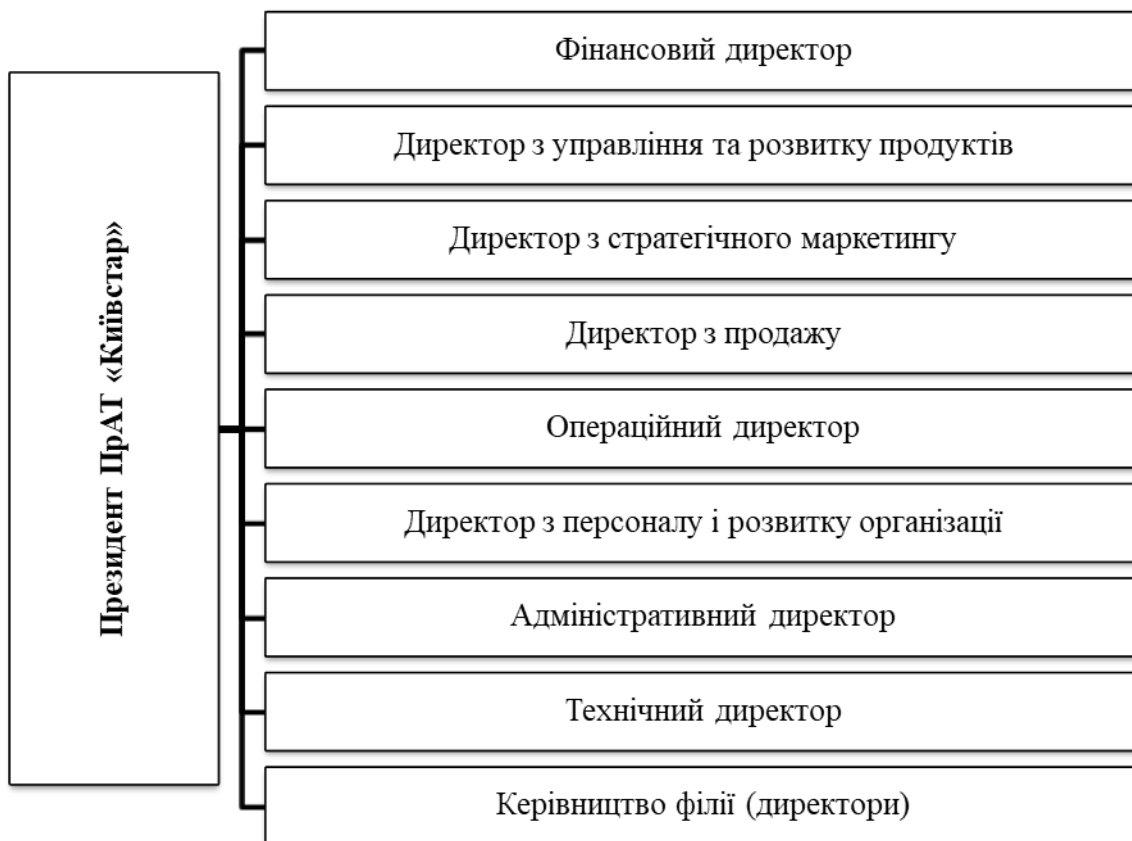 Президент ПрАТ «Київстар»
Фінансовий директор
Директор з управління та розвитку продуктів
Директор з стратегічного маркетингу
Директор з продажу
Операційний директор
Директор з персоналу і розвитку організації
Адміністративний директор
Технічний директор
Керівництво філії (директори)